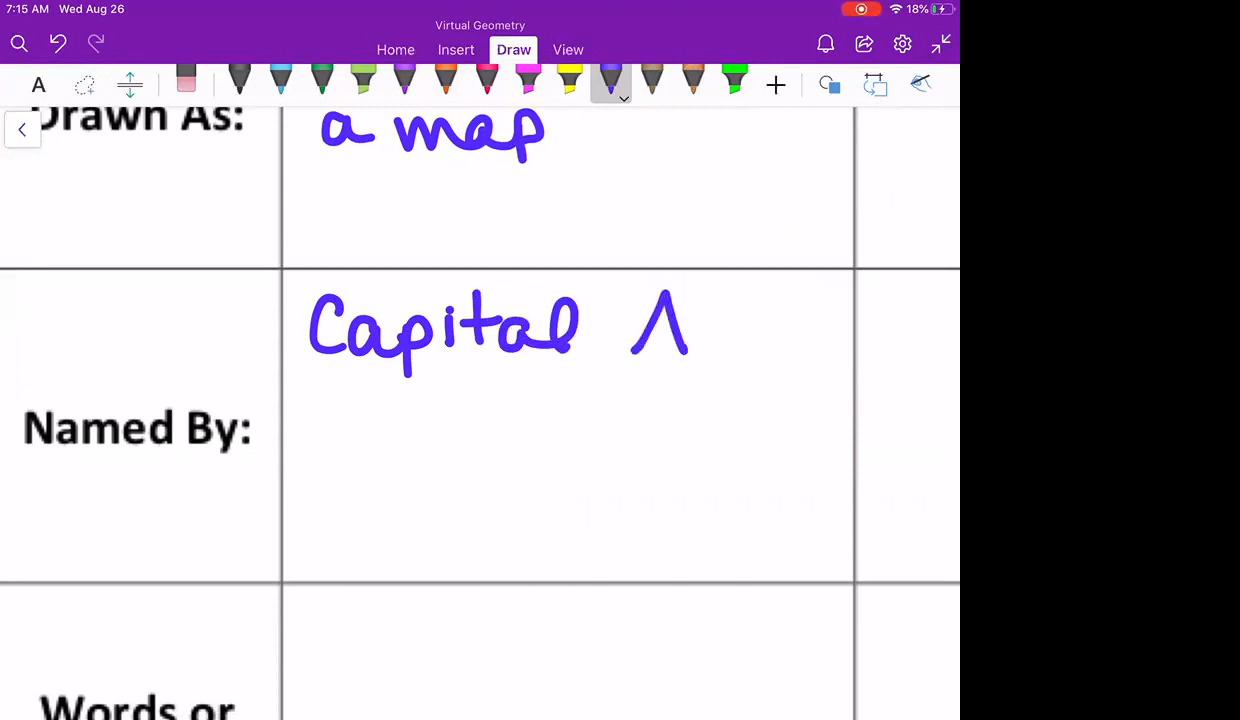 7:15 AM Wed Aug 26
18%
Virtual Geometry
Home Insert Draw View
A
Drawn As:
a map
Capital
Named By:
Words or